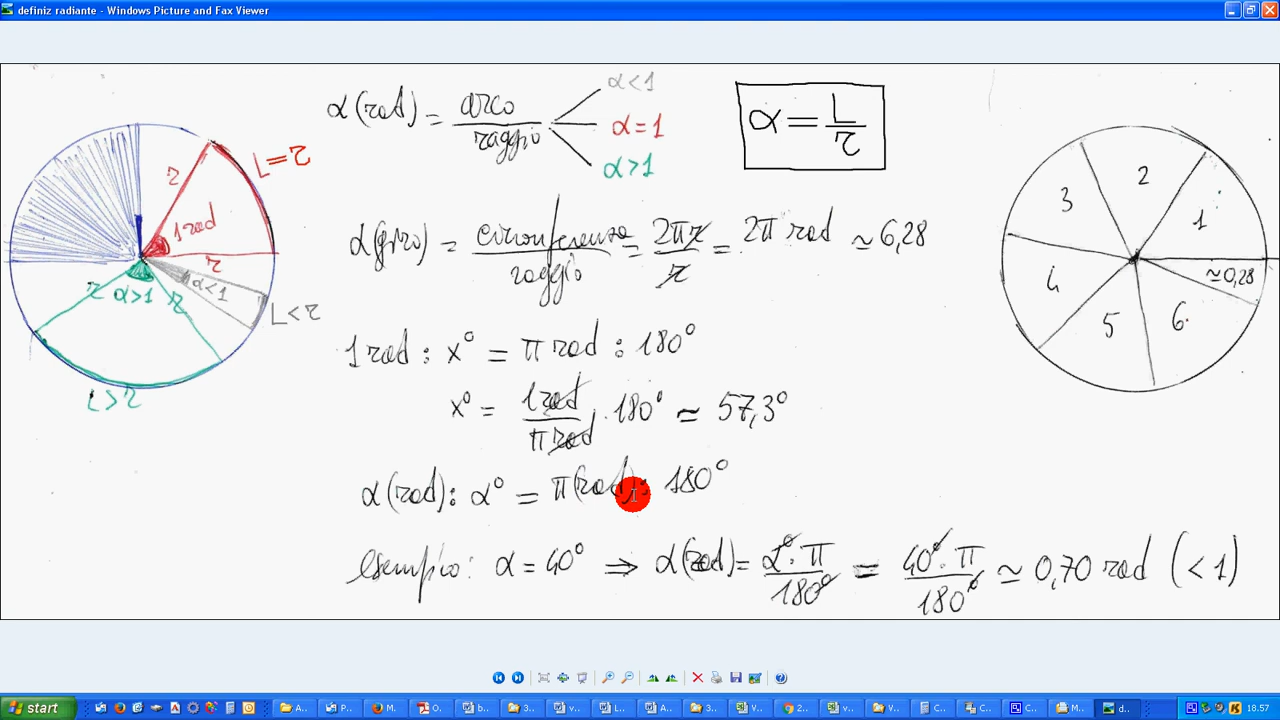 definiz radiante - Windows Picture and Fax Viewer
α(rad) = arco / raggio
α<1
α=1
α>1
α = L / r
L=r
r
1 rad
r
α<1
L<r
r α>1 r
L>r
α(giro) = circonferenza / raggio = 2πr / r = 2π rad ≃ 6,28
1 rad : x° = π rad : 180°
x° = 1 rad / π rad · 180° ≃ 57,3°
α(rad) : α° = π(rad) : 180°
esempio: α = 40° ⇒ α(rad) = α°·π / 180° = 40°·π / 180° ≃ 0,70 rad (<1)
1
2
3
4
5
6
≃0,28
start
A...
P...
M...
O...
b...
3...
v...
L...
A...
3...
V...
2...
v...
V...
C...
C...
C...
M...
d...
18.57